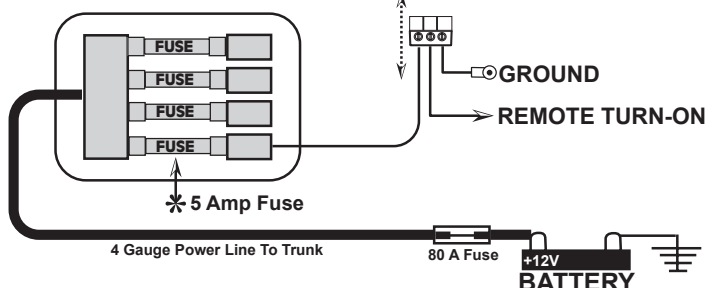 FUSE
FUSE
FUSE
FUSE
GROUND
REMOTE TURN-ON
* 5 Amp Fuse
4 Gauge Power Line To Trunk
80 A Fuse
+12V
BATTERY